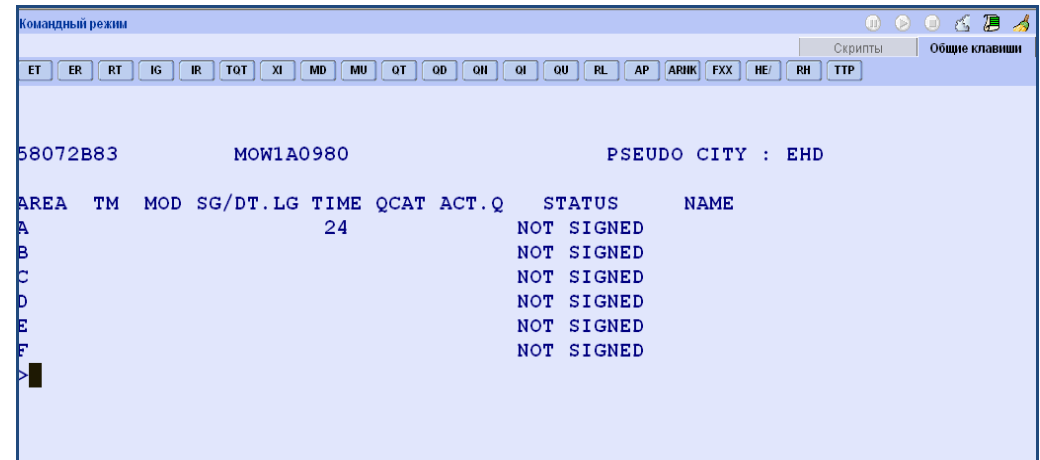 Командный режим
Скрипты Общие клавиши
ET ER RT IG IR TQT XI MD MU QT QD QN QI QU RL AP ARNK FXX HE/ RH TTP
58072B83 MOW1A0980 PSEUDO CITY : EHD
AREA TM MOD SG/DT.LG TIME QCAT ACT.Q STATUS NAME
A 24 NOT SIGNED
B NOT SIGNED
C NOT SIGNED
D NOT SIGNED
E NOT SIGNED
F NOT SIGNED
>